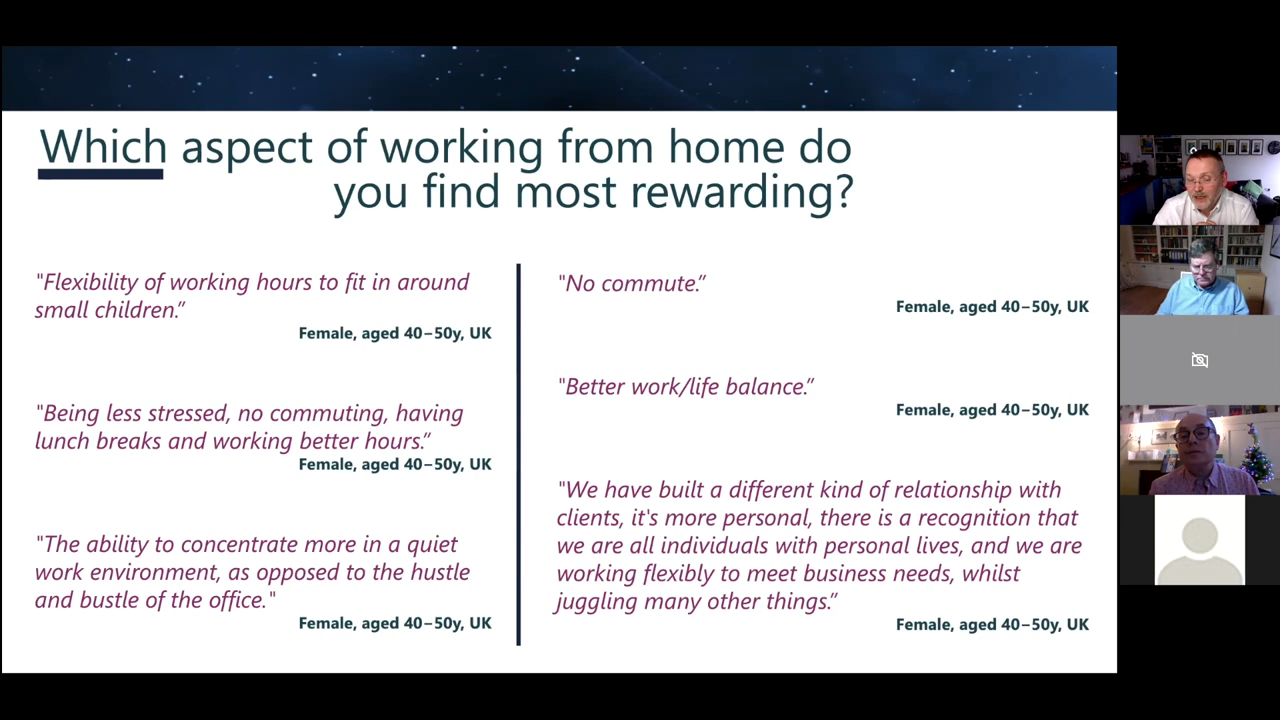 Which aspect of working from home do
you find most rewarding?
"Flexibility of working hours to fit in around
small children.”
Female, aged 40–50y, UK
"Being less stressed, no commuting, having
lunch breaks and working better hours.”
Female, aged 40–50y, UK
"The ability to concentrate more in a quiet
work environment, as opposed to the hustle
and bustle of the office."
Female, aged 40–50y, UK
"No commute.”
Female, aged 40–50y, UK
"Better work/life balance.”
Female, aged 40–50y, UK
"We have built a different kind of relationship with
clients, it's more personal, there is a recognition that
we are all individuals with personal lives, and we are
working flexibly to meet business needs, whilst
juggling many other things.”
Female, aged 40–50y, UK